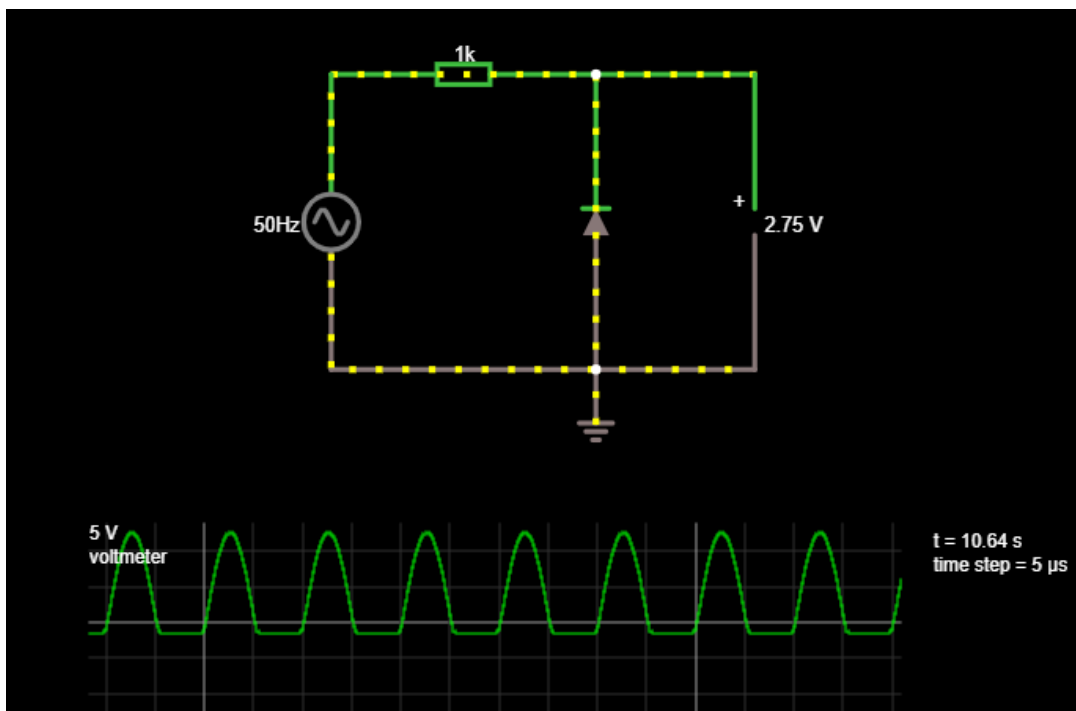 1k
50Hz
+
2.75 V
5 V
voltmeter
t = 10.64 s
time step = 5 µs